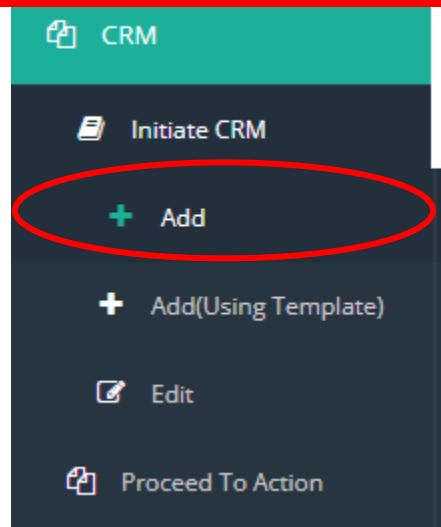 CRM
Initiate CRM
Add
Add(Using Template)
Edit
Proceed To Action